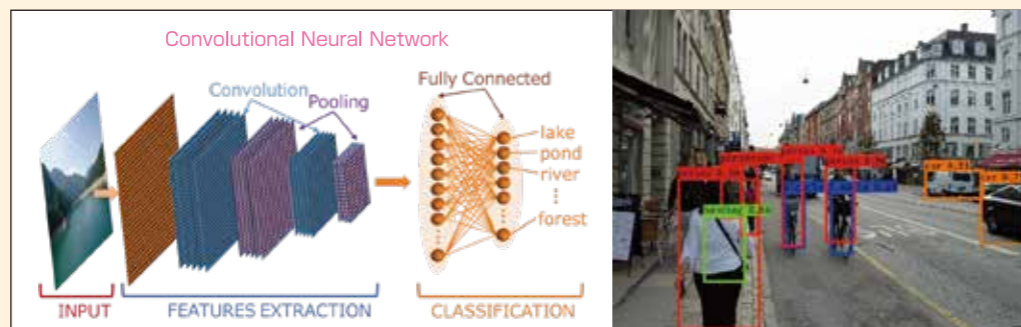 Convolutional Neural Network
Fully Connected
Convolution
Pooling
lake
pond
river
forest
INPUT
FEATURES EXTRACTION
CLASSIFICATION